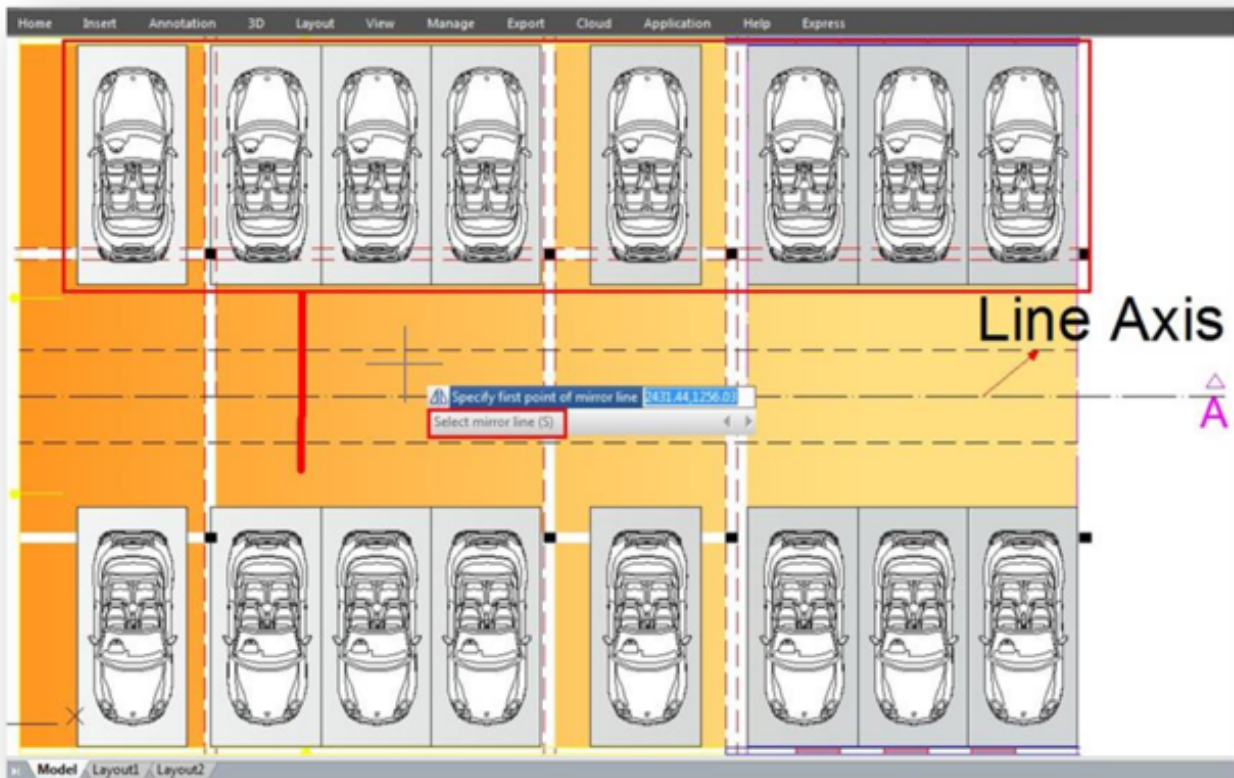 Home Insert Annotation 3D Layout View Manage Export Cloud Application Help Express
Line Axis
Specify first point of mirror line 2431.44,1256.03
Select mirror line (S)
A
Model Layout1 Layout2